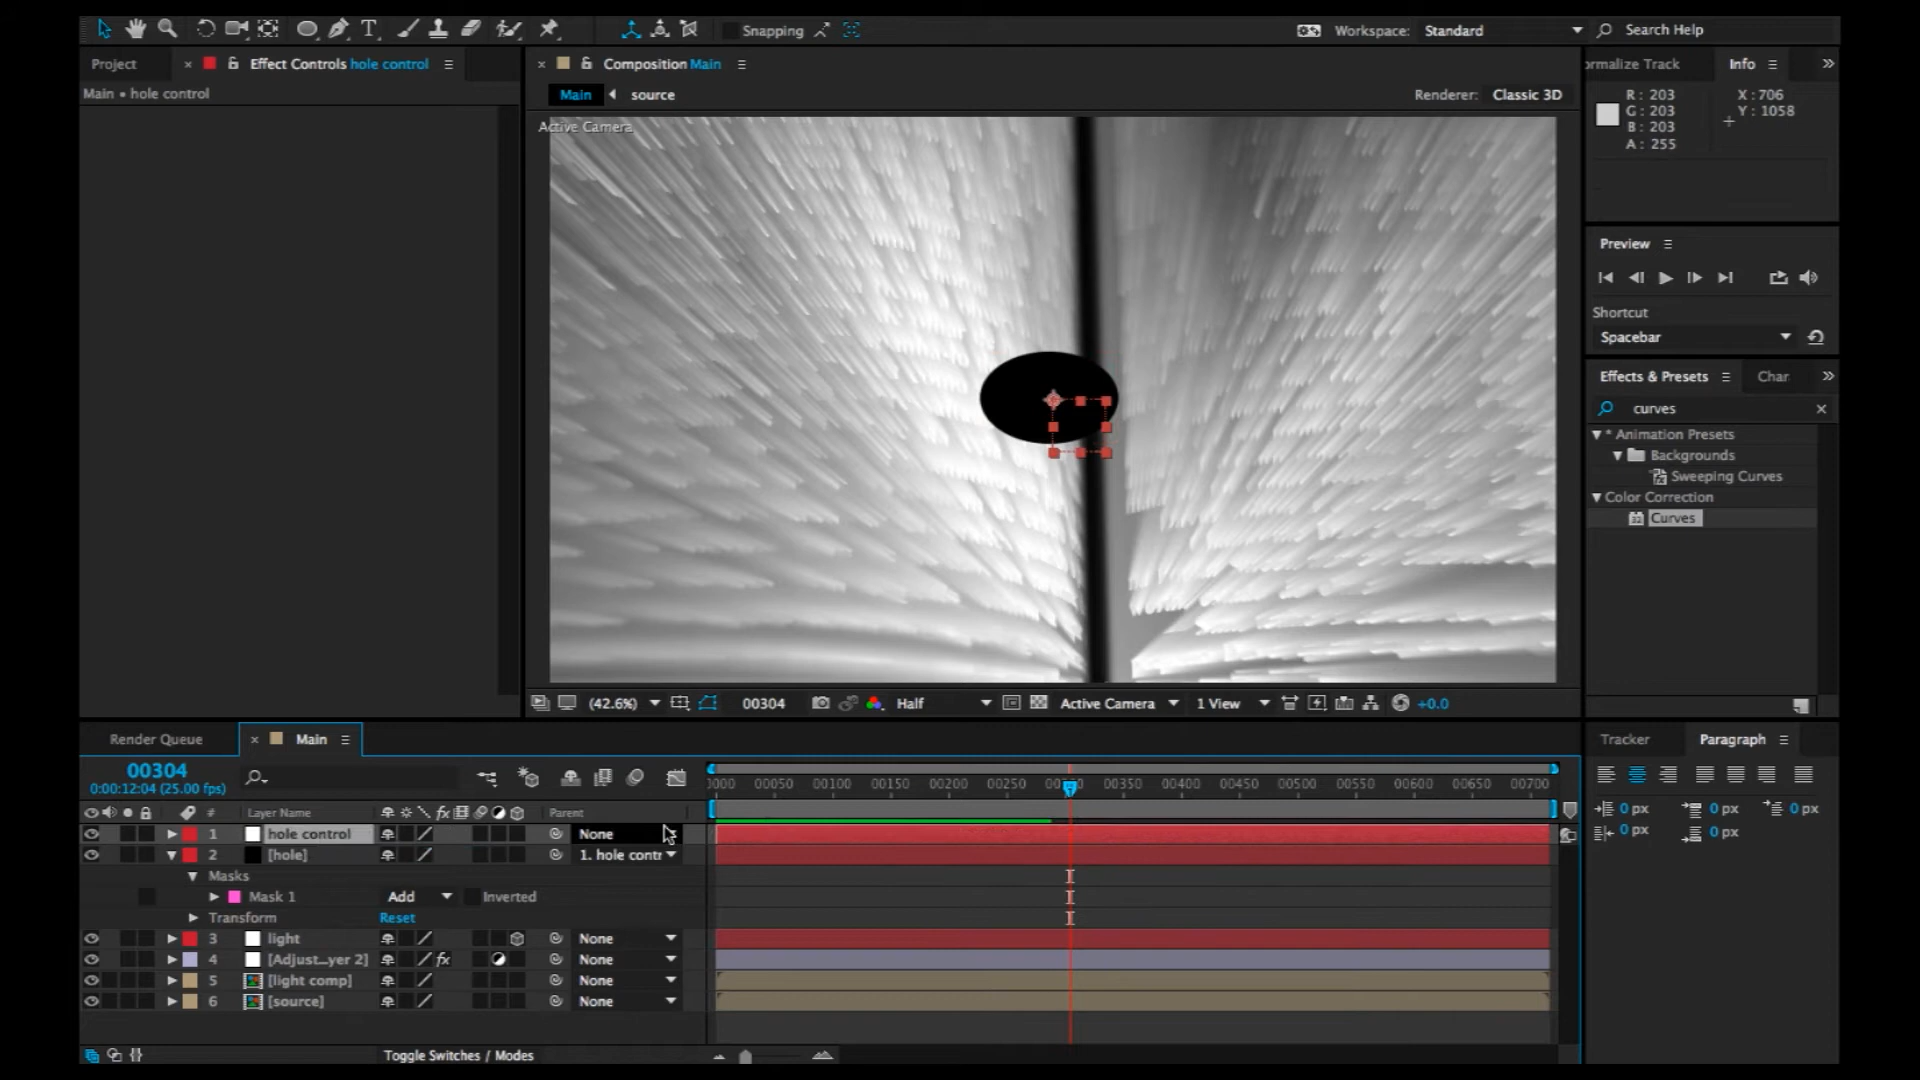 T Snapping Workspace: Standard Search Help
Project × Effect Controls hole control × Composition Main ormalize Track Info
Main • hole control
Main source Renderer: Classic 3D
Active Camera
R: 203 X: 706
G: 203 Y: 1058
B: 203
A: 255
Preview
Shortcut
Spacebar
Effects & Presets Char
curves
* Animation Presets
Backgrounds
Sweeping Curves
Color Correction
Curves
(42.6%) 00304 Half Active Camera 1 View +0.0
Render Queue × Main
Tracker Paragraph
00304
0:00:12:04 (25.00 fps)
0000 00050 00100 00150 00200 00250 00350 00400 00450 00500 00550 00600 00650 00700
0 px 0 px 0 px
0 px 0 px
# Layer Name fx Parent
1 hole control None
2 [hole] 1. hole contr
Masks
Mask 1 Add Inverted
Transform Reset
3 light None
4 [Adjust...yer 2] fx None
5 [light comp] None
6 [source] None
Toggle Switches / Modes